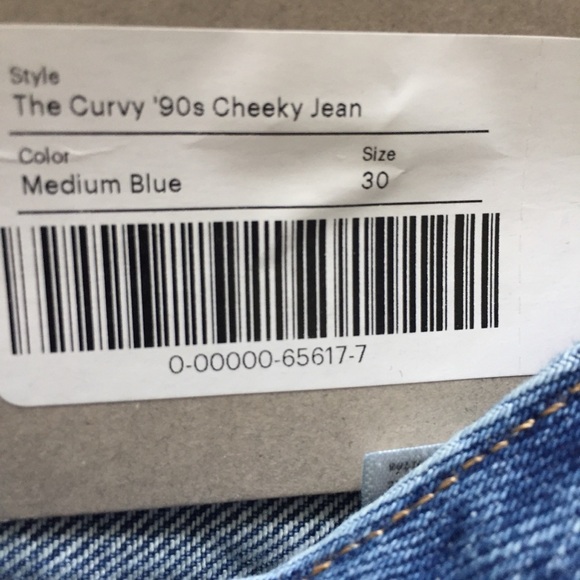 Style
The Curvy '90s Cheeky Jean
Color Size
Medium Blue 30
0-00000-65617-7